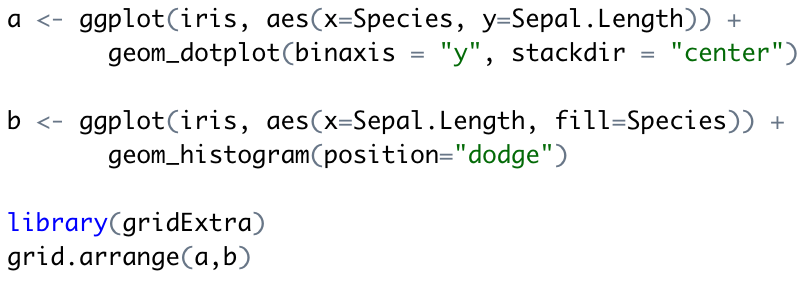 a <- ggplot(iris, aes(x=Species, y=Sepal.Length)) +
geom_dotplot(binaxis = "y", stackdir = "center")
b <- ggplot(iris, aes(x=Sepal.Length, fill=Species)) +
geom_histogram(position="dodge")
library(gridExtra)
grid.arrange(a,b)